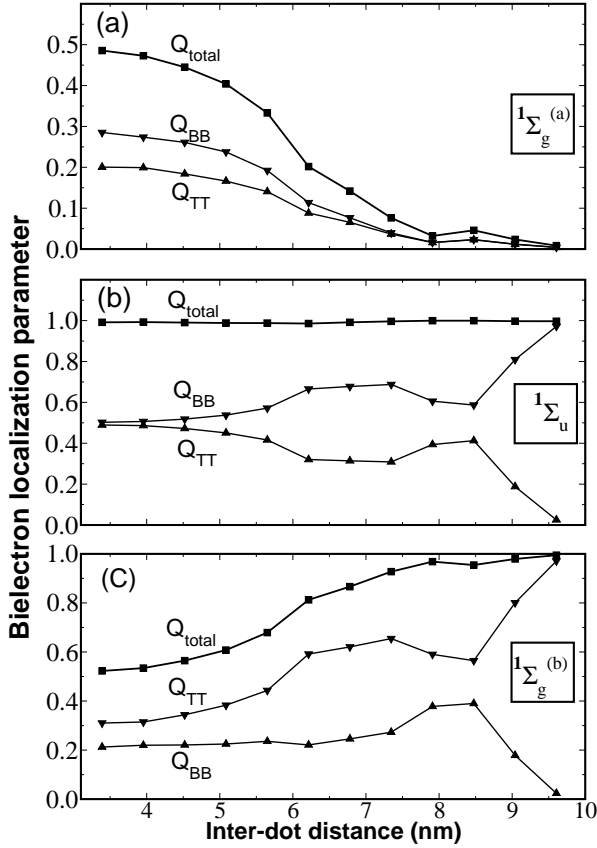 (a)
0.5
Q_total
0.4
1Σg(a)
0.3
Q_BB
0.2
Q_TT
0.1
0.0
Bielectron localization parameter
(b)
Q_total
1.0
0.8
Q_BB
0.6
1Σu
0.4
Q_TT
0.2
0.0
1.0
(C)
0.8
Q_total
0.6
1Σg(b)
Q_TT
0.4
0.2
Q_BB
0.0
4 5 6 7 8 9 10
Inter-dot distance (nm)